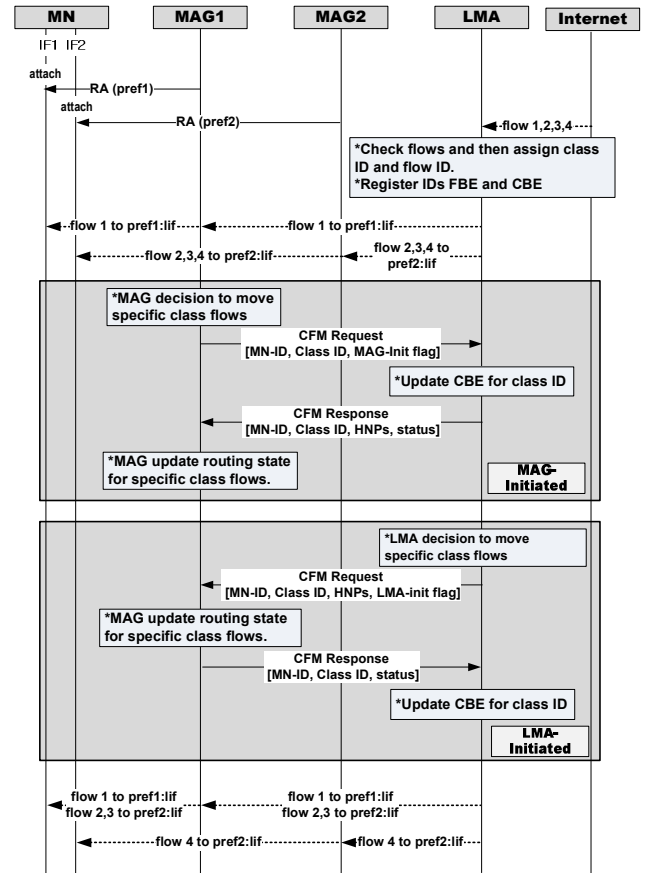 MN MAG1 MAG2 LMA Internet
IF1 IF2
attach
RA (pref1)
attach
RA (pref2)
flow 1,2,3,4
*Check flows and then assign class
ID and flow ID.
*Register IDs FBE and CBE
flow 1 to pref1:lif
flow 1 to pref1:lif
flow 2,3,4 to pref2:lif
flow 2,3,4 to
pref2:lif
*MAG decision to move
specific class flows
CFM Request
[MN-ID, Class ID, MAG-Init flag]
*Update CBE for class ID
CFM Response
[MN-ID, Class ID, HNPs, status]
*MAG update routing state
for specific class flows.
MAG-
Initiated
*LMA decision to move
specific class flows
CFM Request
[MN-ID, Class ID, HNPs, LMA-init flag]
*MAG update routing state
for specific class flows.
CFM Response
[MN-ID, Class ID, status]
*Update CBE for class ID
LMA-
Initiated
flow 1 to pref1:lif
flow 2,3 to pref2:lif
flow 1 to pref1:lif
flow 2,3 to pref2:lif
flow 4 to pref2:lif
flow 4 to pref2:lif